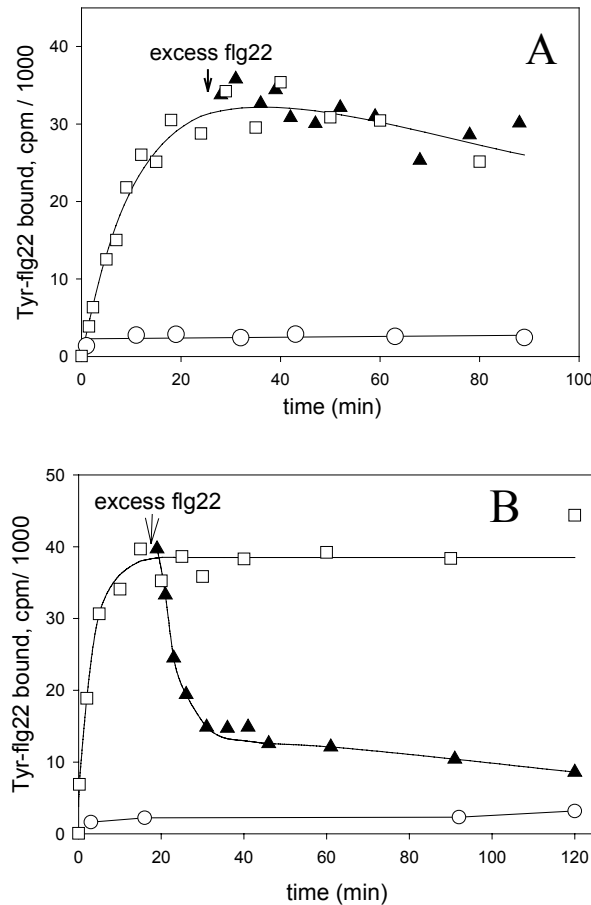 A
excess flg22
Tyr-flg22 bound, cpm / 1000
40
30
20
10
0
0 20 40 60 80 100
time (min)
B
excess flg22
Tyr-flg22 bound, cpm/ 1000
50
40
30
20
10
0
0 20 40 60 80 100 120
time (min)